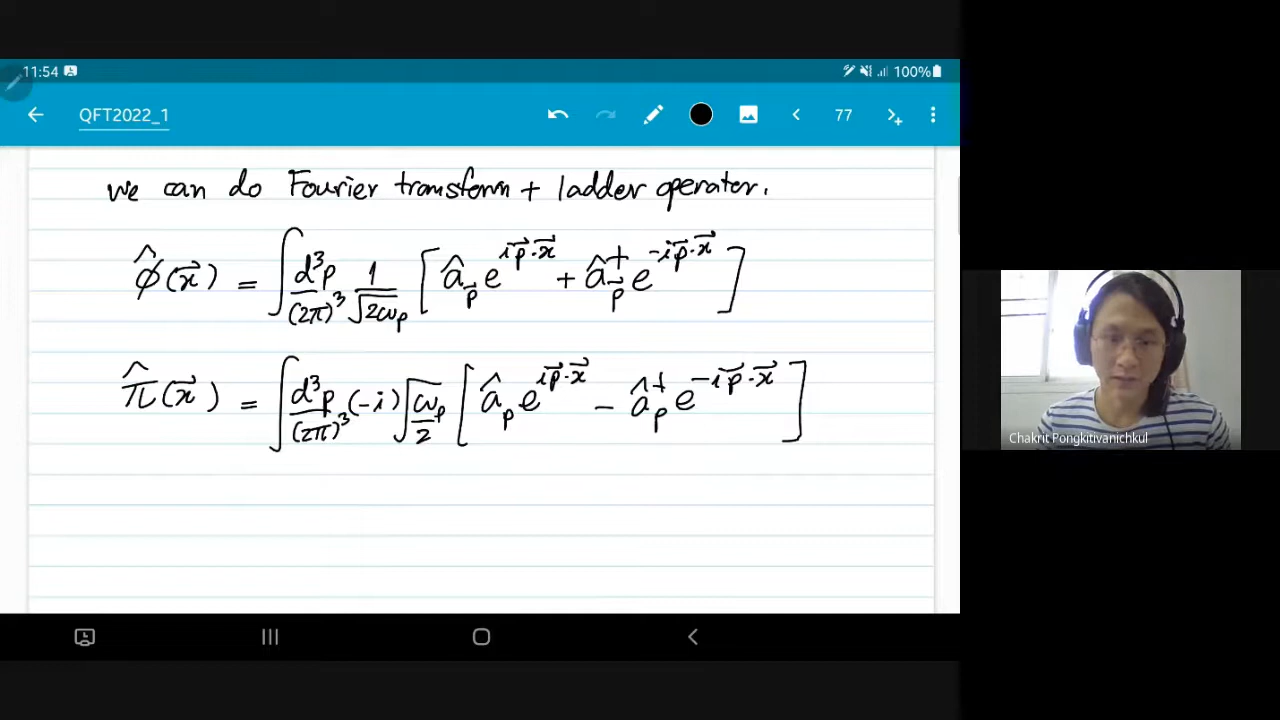 11:54 100%
QFT2022_1 77
we can do Fourier transform + ladder operator.
φ̂(x⃗) = ∫ d³p/(2π)³ 1/√(2ω_p) [ â_p⃗ e^{ip⃗·x⃗} + â†_p⃗ e^{-ip⃗·x⃗} ]
π̂(x⃗) = ∫ d³p/(2π)³ (-i) √(ω_p/2) [ â_p e^{ip⃗·x⃗} - â†_p e^{-ip⃗·x⃗} ]
Chakrit Pongkitivanichkul